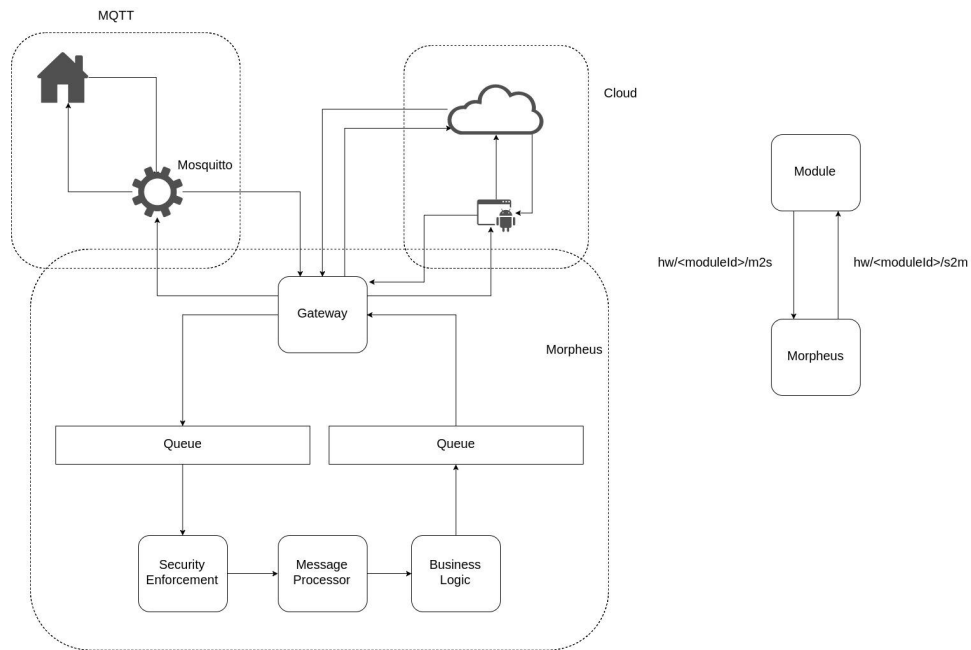 MQTT
Cloud
Mosquitto
Module
hw/<moduleId>/m2s
hw/<moduleId>/s2m
Gateway
Morpheus
Morpheus
Queue
Queue
Security
Enforcement
Message
Processor
Business
Logic